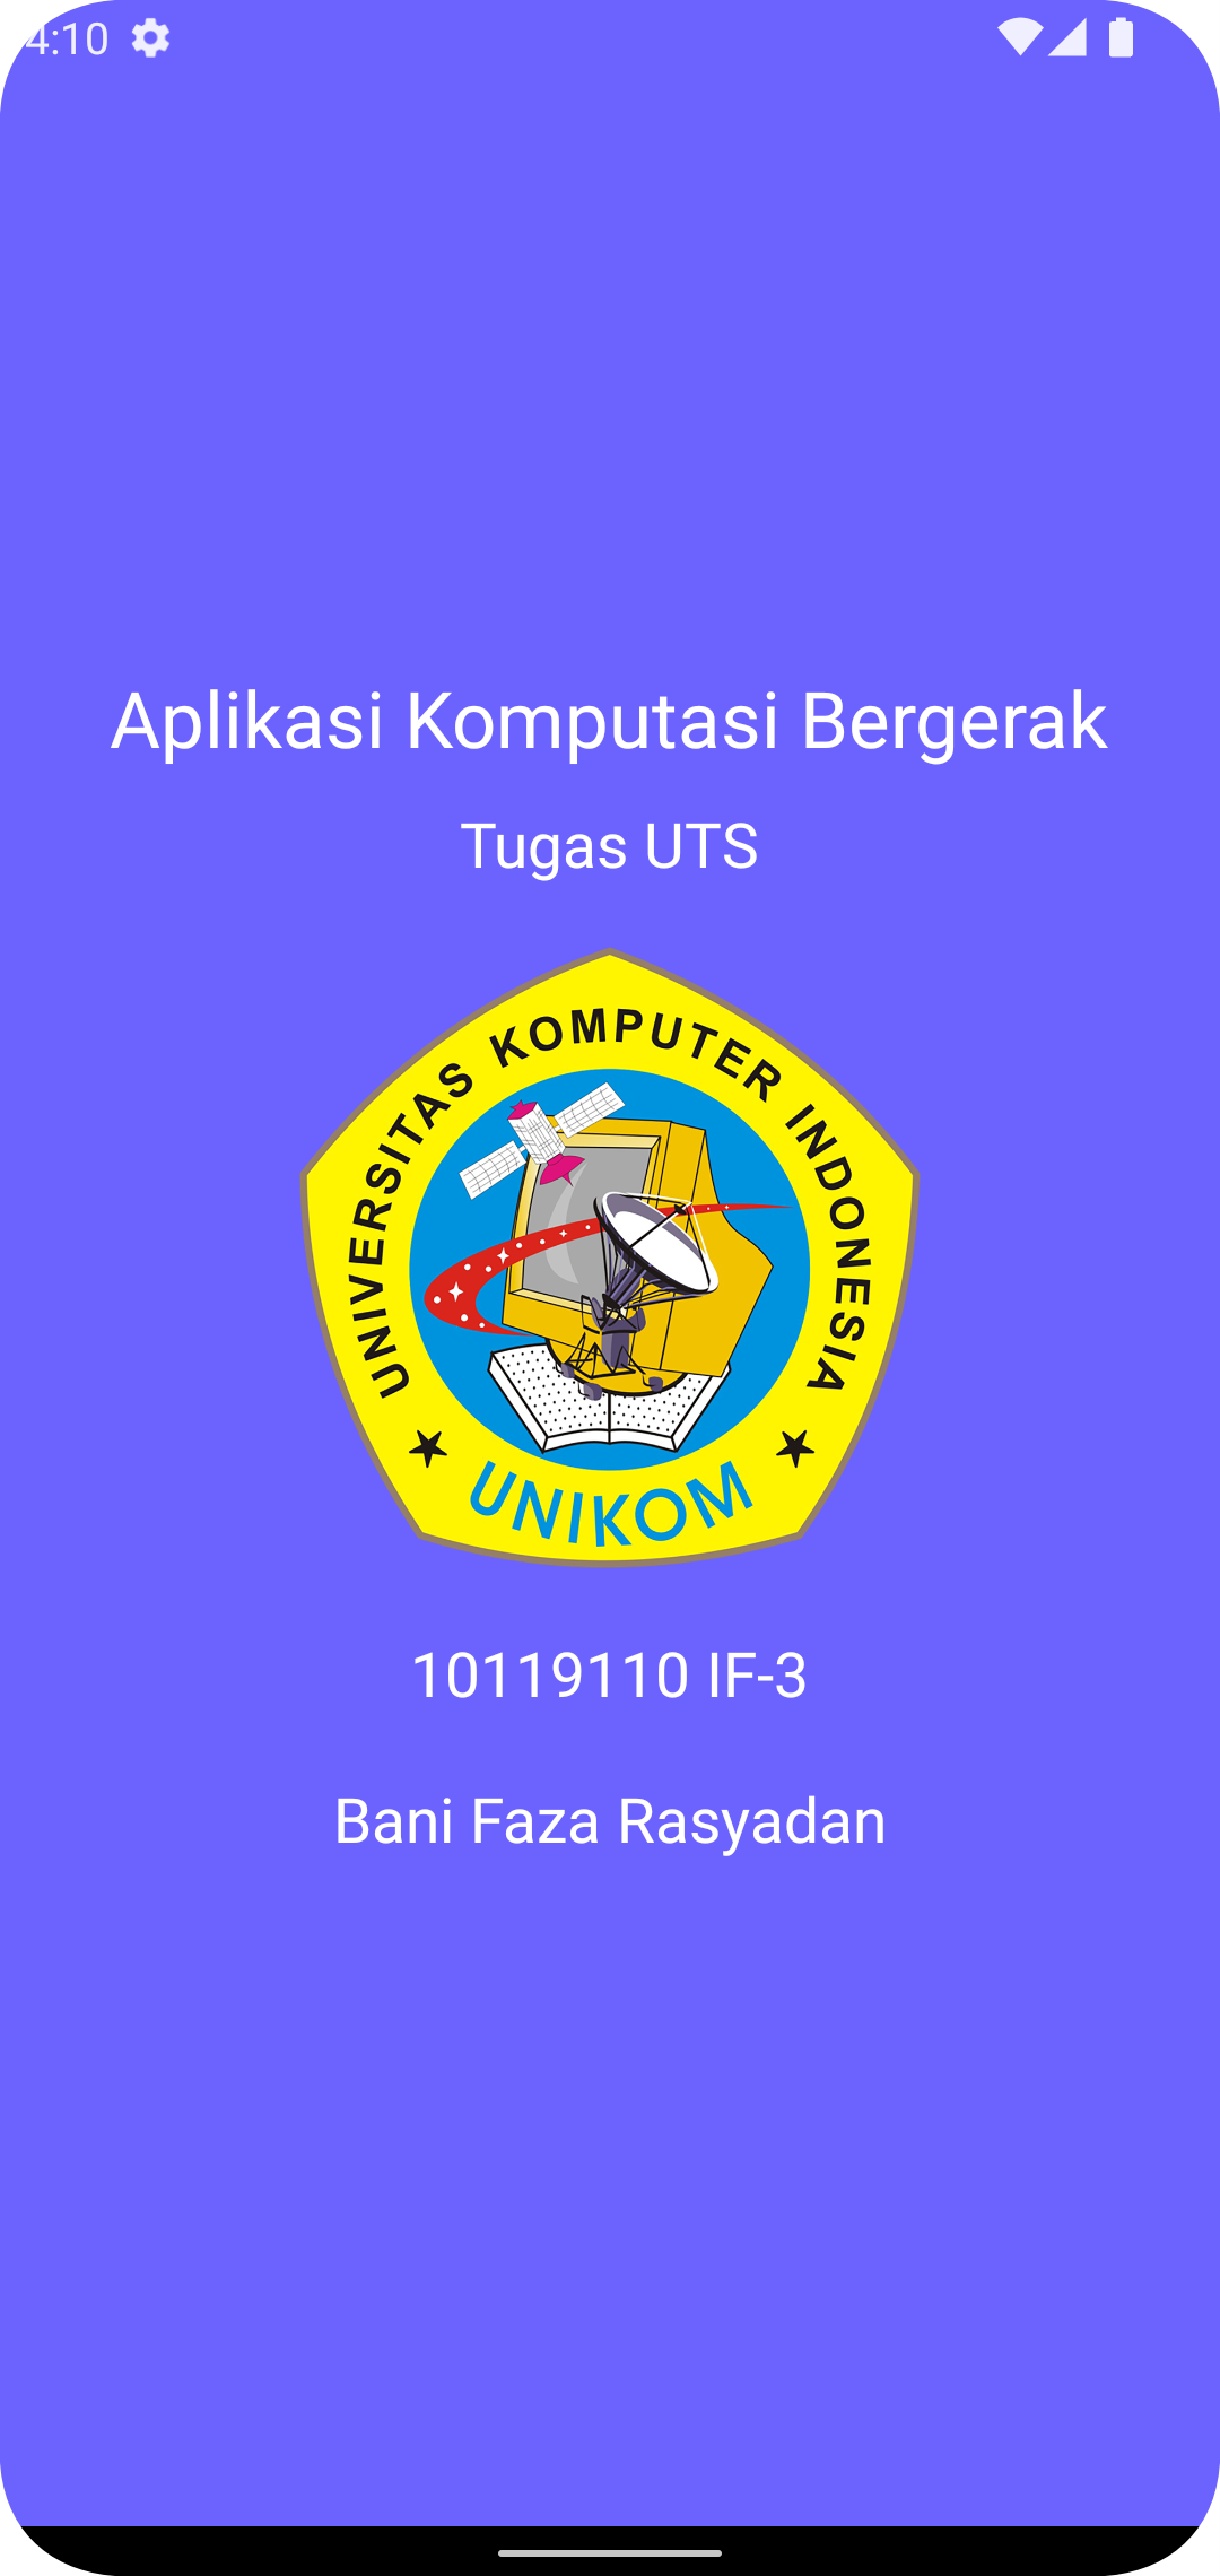 4:10
Aplikasi Komputasi Bergerak
Tugas UTS
UNIVERSITAS KOMPUTER INDONESIA
UNIKOM
10119110 IF-3
Bani Faza Rasyadan